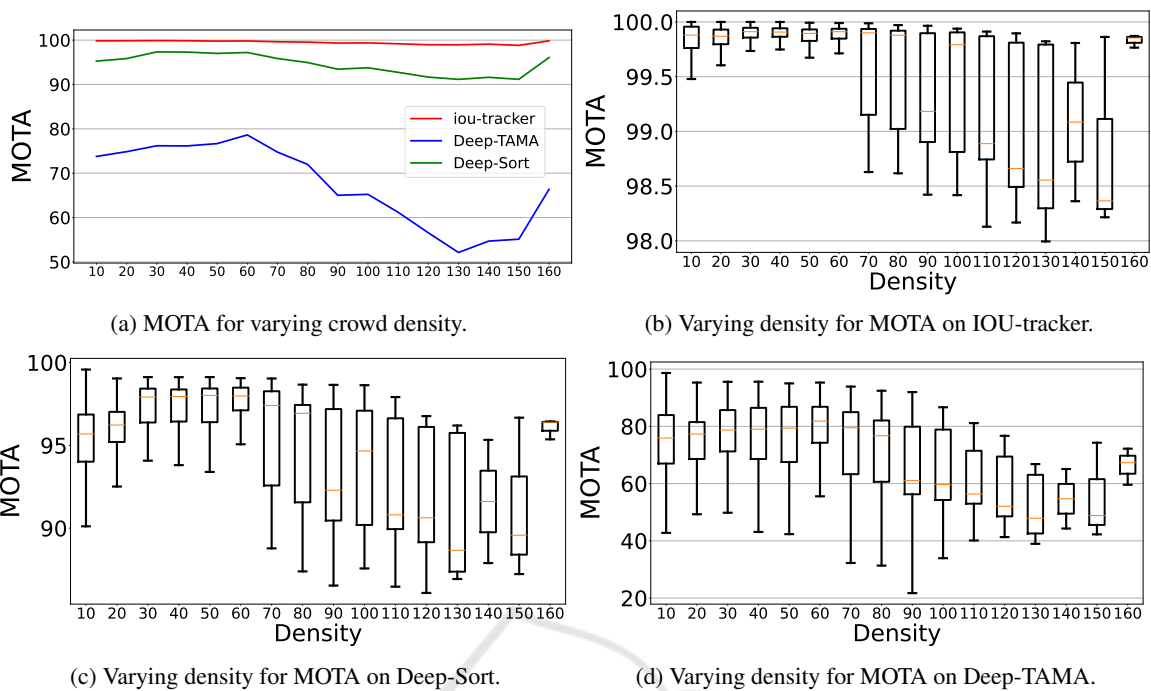 100
90
80
70
60
50
MOTA
iou-tracker
Deep-TAMA
Deep-Sort
10 20 30 40 50 60 70 80 90 100 110 120 130 140 150 160
(a) MOTA for varying crowd density.
100.0
99.5
99.0
98.5
98.0
MOTA
10 20 30 40 50 60 70 80 90 100 110 120 130 140 150 160
Density
(b) Varying density for MOTA on IOU-tracker.
100
95
90
MOTA
10 20 30 40 50 60 70 80 90 100 110 120 130 140 150 160
Density
(c) Varying density for MOTA on Deep-Sort.
100
80
60
40
20
MOTA
10 20 30 40 50 60 70 80 90 100 110 120 130 140 150 160
Density
(d) Varying density for MOTA on Deep-TAMA.